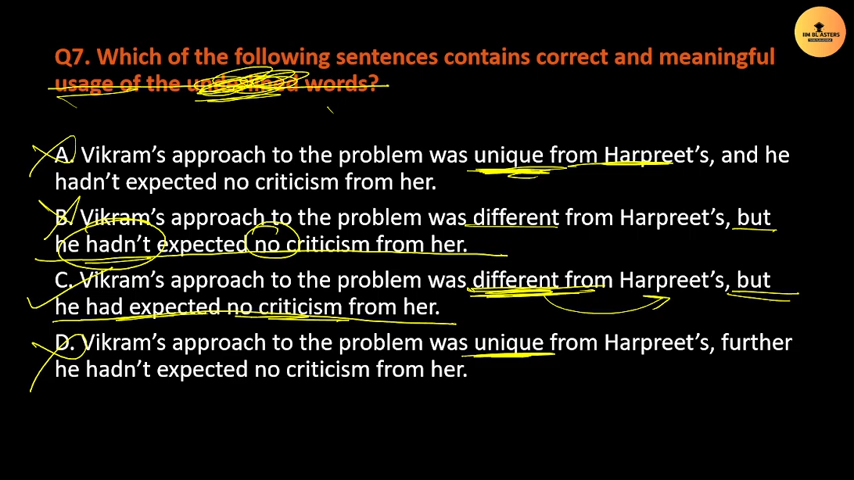 IIM BLASTERS
Q7. Which of the following sentences contains correct and meaningful
usage of the underlined words?
A. Vikram's approach to the problem was unique from Harpreet's, and he
hadn't expected no criticism from her.
B. Vikram's approach to the problem was different from Harpreet's, but
he hadn't expected no criticism from her.
C. Vikram's approach to the problem was different from Harpreet's, but
he had expected no criticism from her.
D. Vikram's approach to the problem was unique from Harpreet's, further
he hadn't expected no criticism from her.